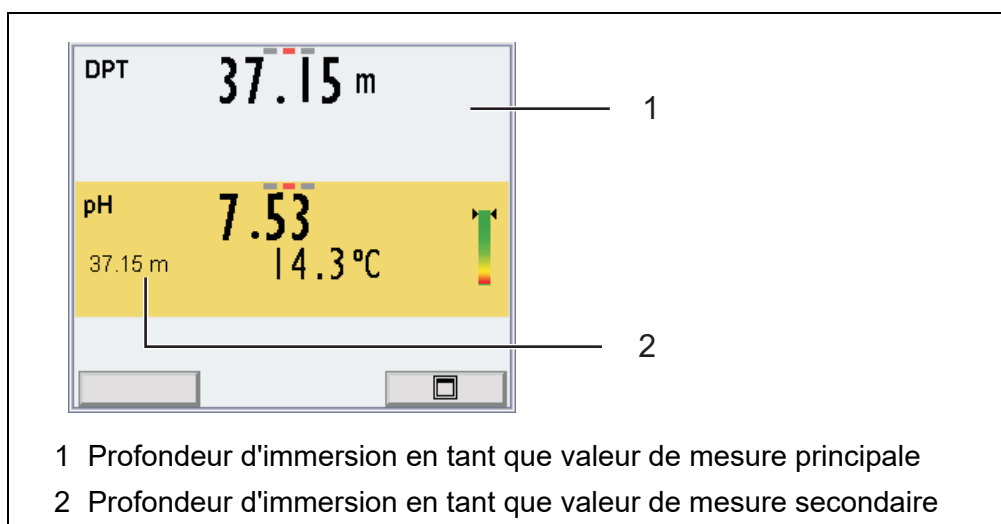 DPT 37.15 m
1
pH 7.53
37.15 m 14.3°C
2
1 Profondeur d'immersion en tant que valeur de mesure principale
2 Profondeur d'immersion en tant que valeur de mesure secondaire